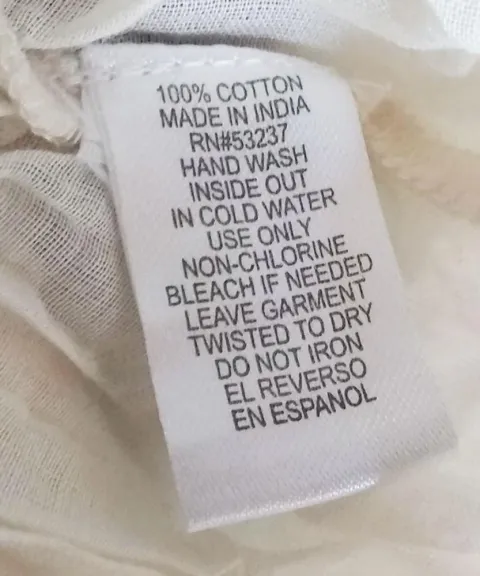 100% COTTON
MADE IN INDIA
RN#53237
HAND WASH
INSIDE OUT
IN COLD WATER
USE ONLY
NON-CHLORINE
BLEACH IF NEEDED
LEAVE GARMENT
TWISTED TO DRY
DO NOT IRON
EL REVERSO
EN ESPANOL